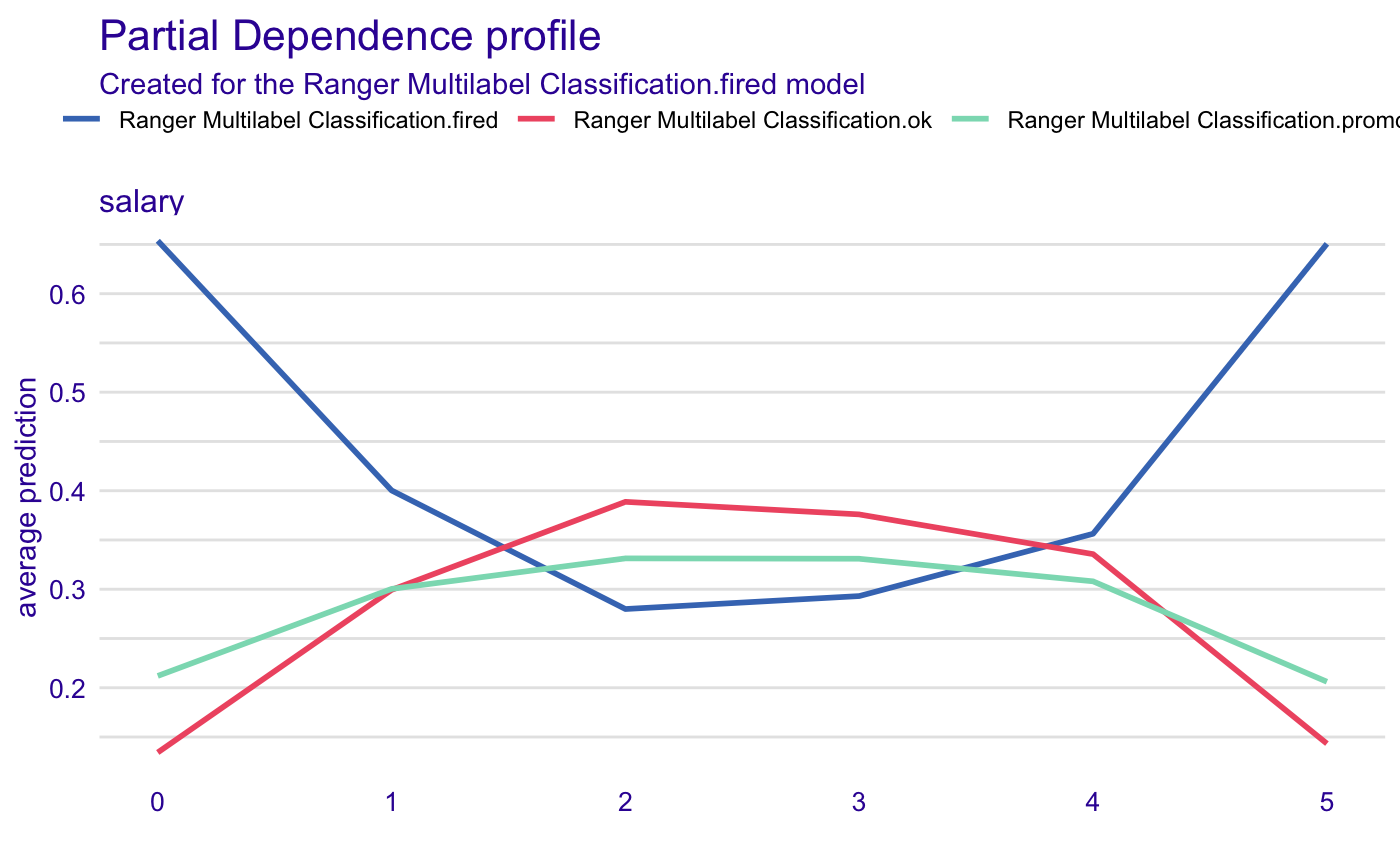 Partial Dependence profile
Created for the Ranger Multilabel Classification.fired model
Ranger Multilabel Classification.fired Ranger Multilabel Classification.ok Ranger Multilabel
salary
average prediction
0.6
0.5
0.4
0.3
0.2
0 1 2 3 4 5